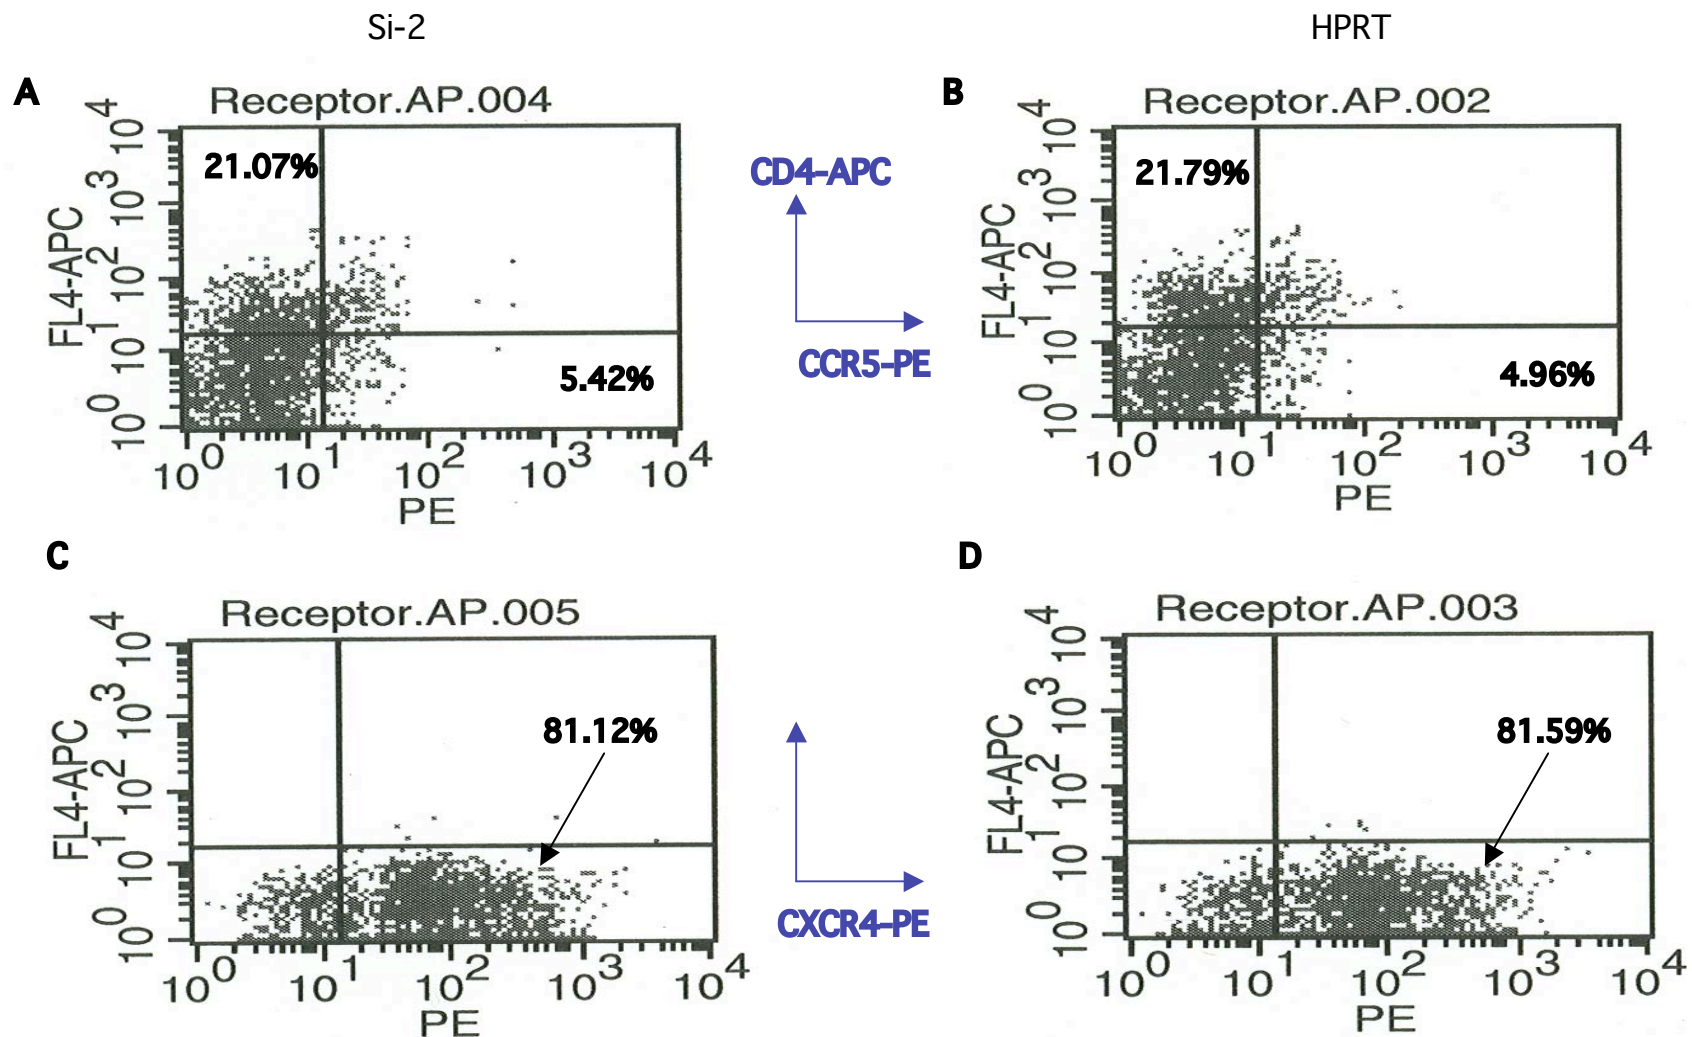 Si-2
HPRT
A
Receptor.AP.004
10^4
10^3
10^2
10^1
10^0
FL4-APC
21.07%
5.42%
10^0 10^1 10^2 10^3 10^4
PE
CD4-APC
CCR5-PE
B
Receptor.AP.002
10^4
10^3
10^2
10^1
10^0
FL4-APC
21.79%
4.96%
10^0 10^1 10^2 10^3 10^4
PE
C
Receptor.AP.005
10^4
10^3
10^2
10^1
10^0
FL4-APC
81.12%
10^0 10^1 10^2 10^3 10^4
PE
CXCR4-PE
D
Receptor.AP.003
10^4
10^3
10^2
10^1
10^0
FL4-APC
81.59%
10^0 10^1 10^2 10^3 10^4
PE